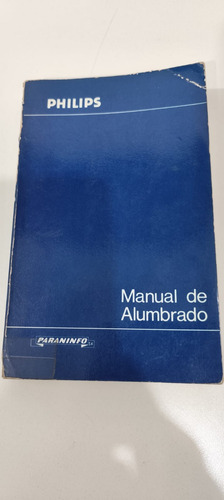 PHILIPS
Manual de
Alumbrado
PARANINFO S.A.